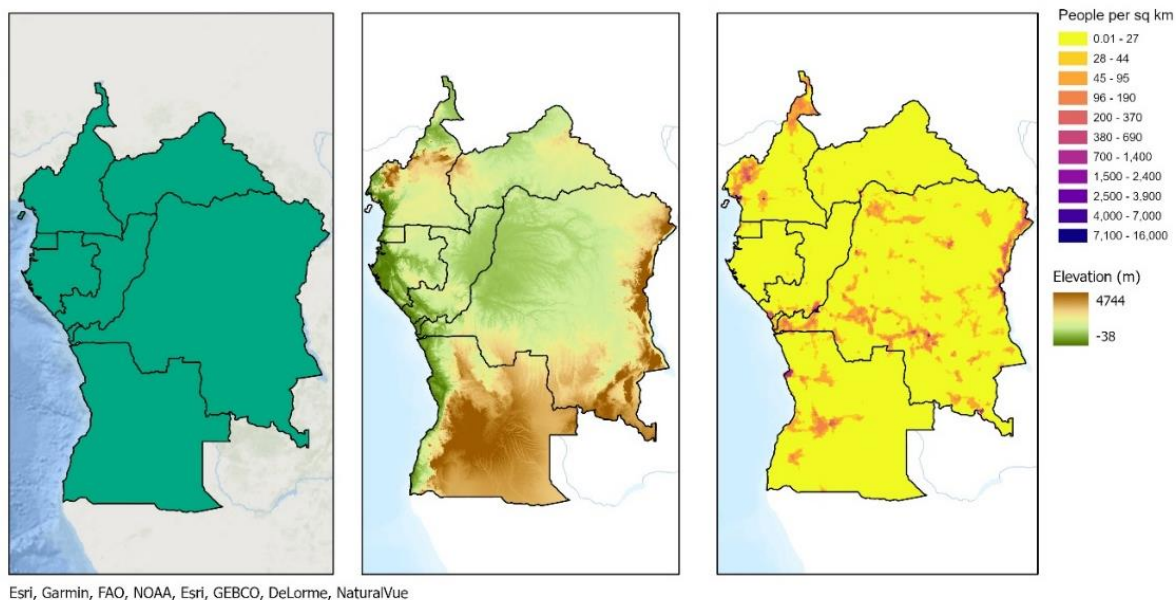 People per sq km
0.01 - 27
28 - 44
45 - 95
96 - 190
200 - 370
380 - 690
700 - 1,400
1,500 - 2,400
2,500 - 3,900
4,000 - 7,000
7,100 - 16,000
Elevation (m)
4744
-38
Esri, Garmin, FAO, NOAA, Esri, GEBCO, DeLorme, NaturalVue